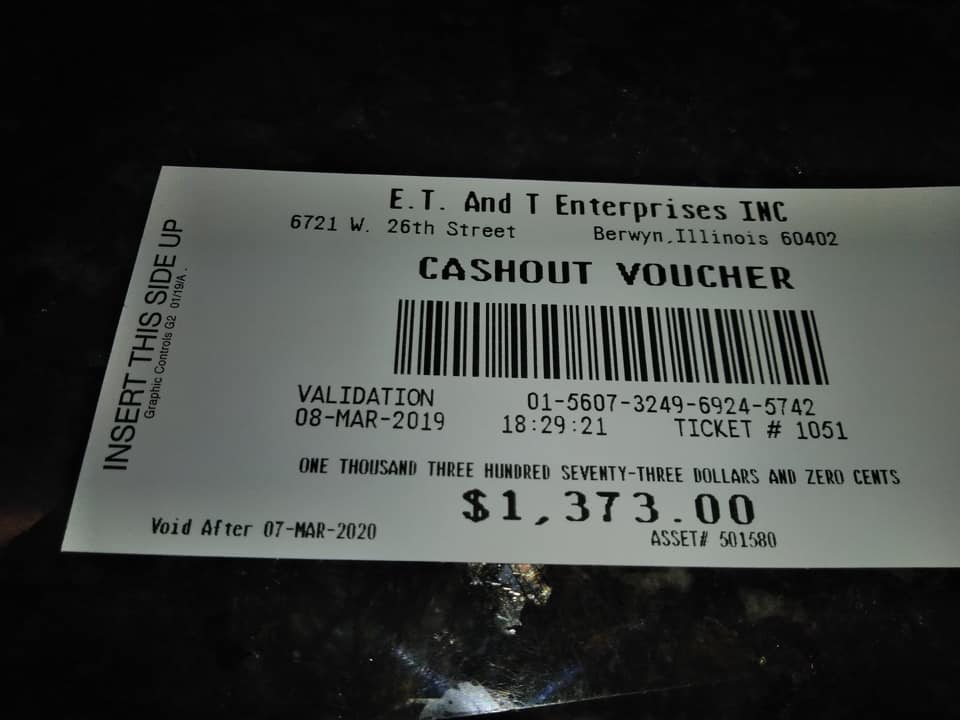 E.T. And T Enterprises INC
6721 W. 26th Street Berwyn,Illinois 60402
CASHOUT VOUCHER
INSERT THIS SIDE UP
Graphic Controls G2 01/19/A.
VALIDATION 01-5607-3249-6924-5742
08-MAR-2019 18:29:21 TICKET # 1051
ONE THOUSAND THREE HUNDRED SEVENTY-THREE DOLLARS AND ZERO CENTS
$1,373.00
Void After 07-MAR-2020 ASSET# 501580